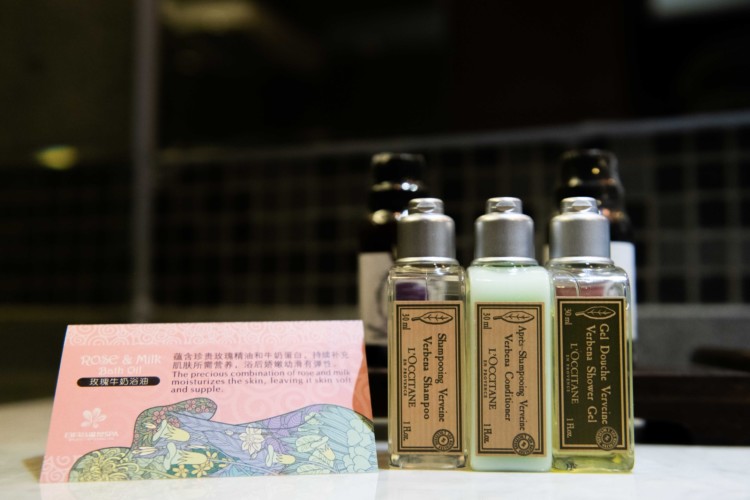 ROSE & Milk
Bath Oil
玫瑰牛奶浴油
蕴含珍贵玫瑰精油和牛奶蛋白，持续补充
肌肤所需营养，浴后娇嫩动滑有弹性。
The precious combination of rose and milk
moisturizes the skin, leaving it skin soft
and supple.
30 ml
Shampooing Verveine
Verbena Shampoo
L'OCCITANE
EN PROVENCE
1 Fl.
30 ml
Après-Shampooing Verveine
Verbena Conditioner
L'OCCITANE
EN PROVENCE
1 Fl.oz.
30 ml
Gel Douche Verveine
Verbena Shower Gel
L'OCCITANE
EN PROVENCE
1 Fl.oz.